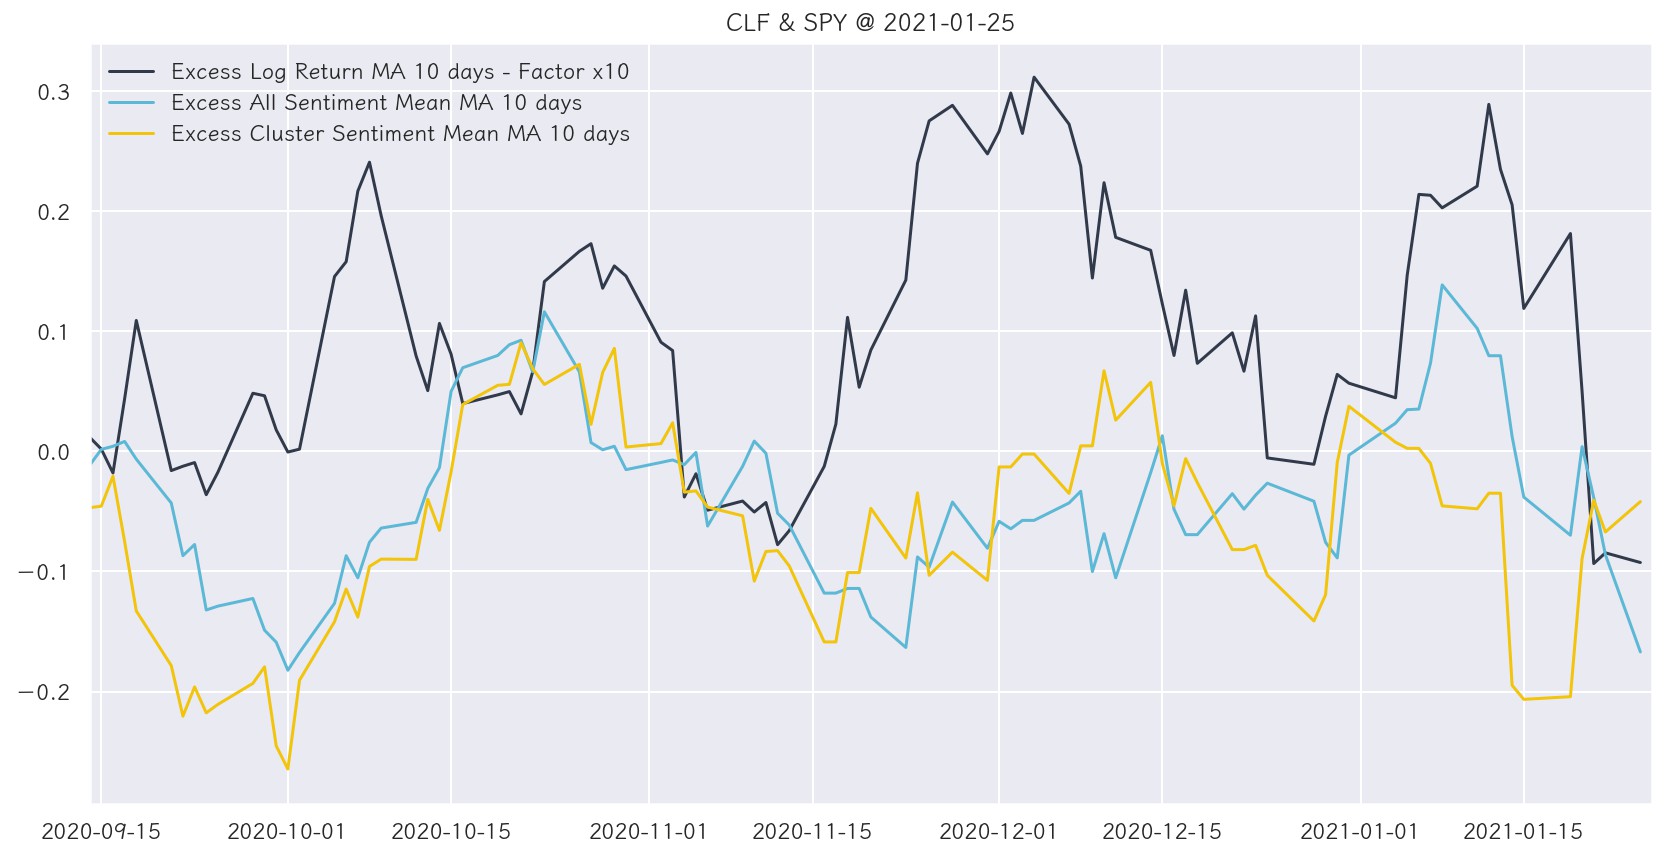 CLF & SPY @ 2021-01-25
Excess Log Return MA 10 days - Factor x10
Excess All Sentiment Mean MA 10 days
Excess Cluster Sentiment Mean MA 10 days
0.3
0.2
0.1
0.0
−0.1
−0.2
2020-09-15 2020-10-01 2020-10-15 2020-11-01 2020-11-15 2020-12-01 2020-12-15 2021-01-01 2021-01-15